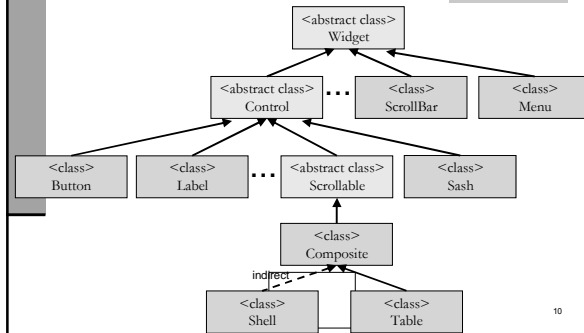 <abstract class>
Widget
<abstract class>
Control
...
<class>
ScrollBar
<class>
Menu
<class>
Button
<class>
Label
...
<abstract class>
Scrollable
<class>
Sash
<class>
Composite
indirect
<class>
Shell
<class>
Table
10